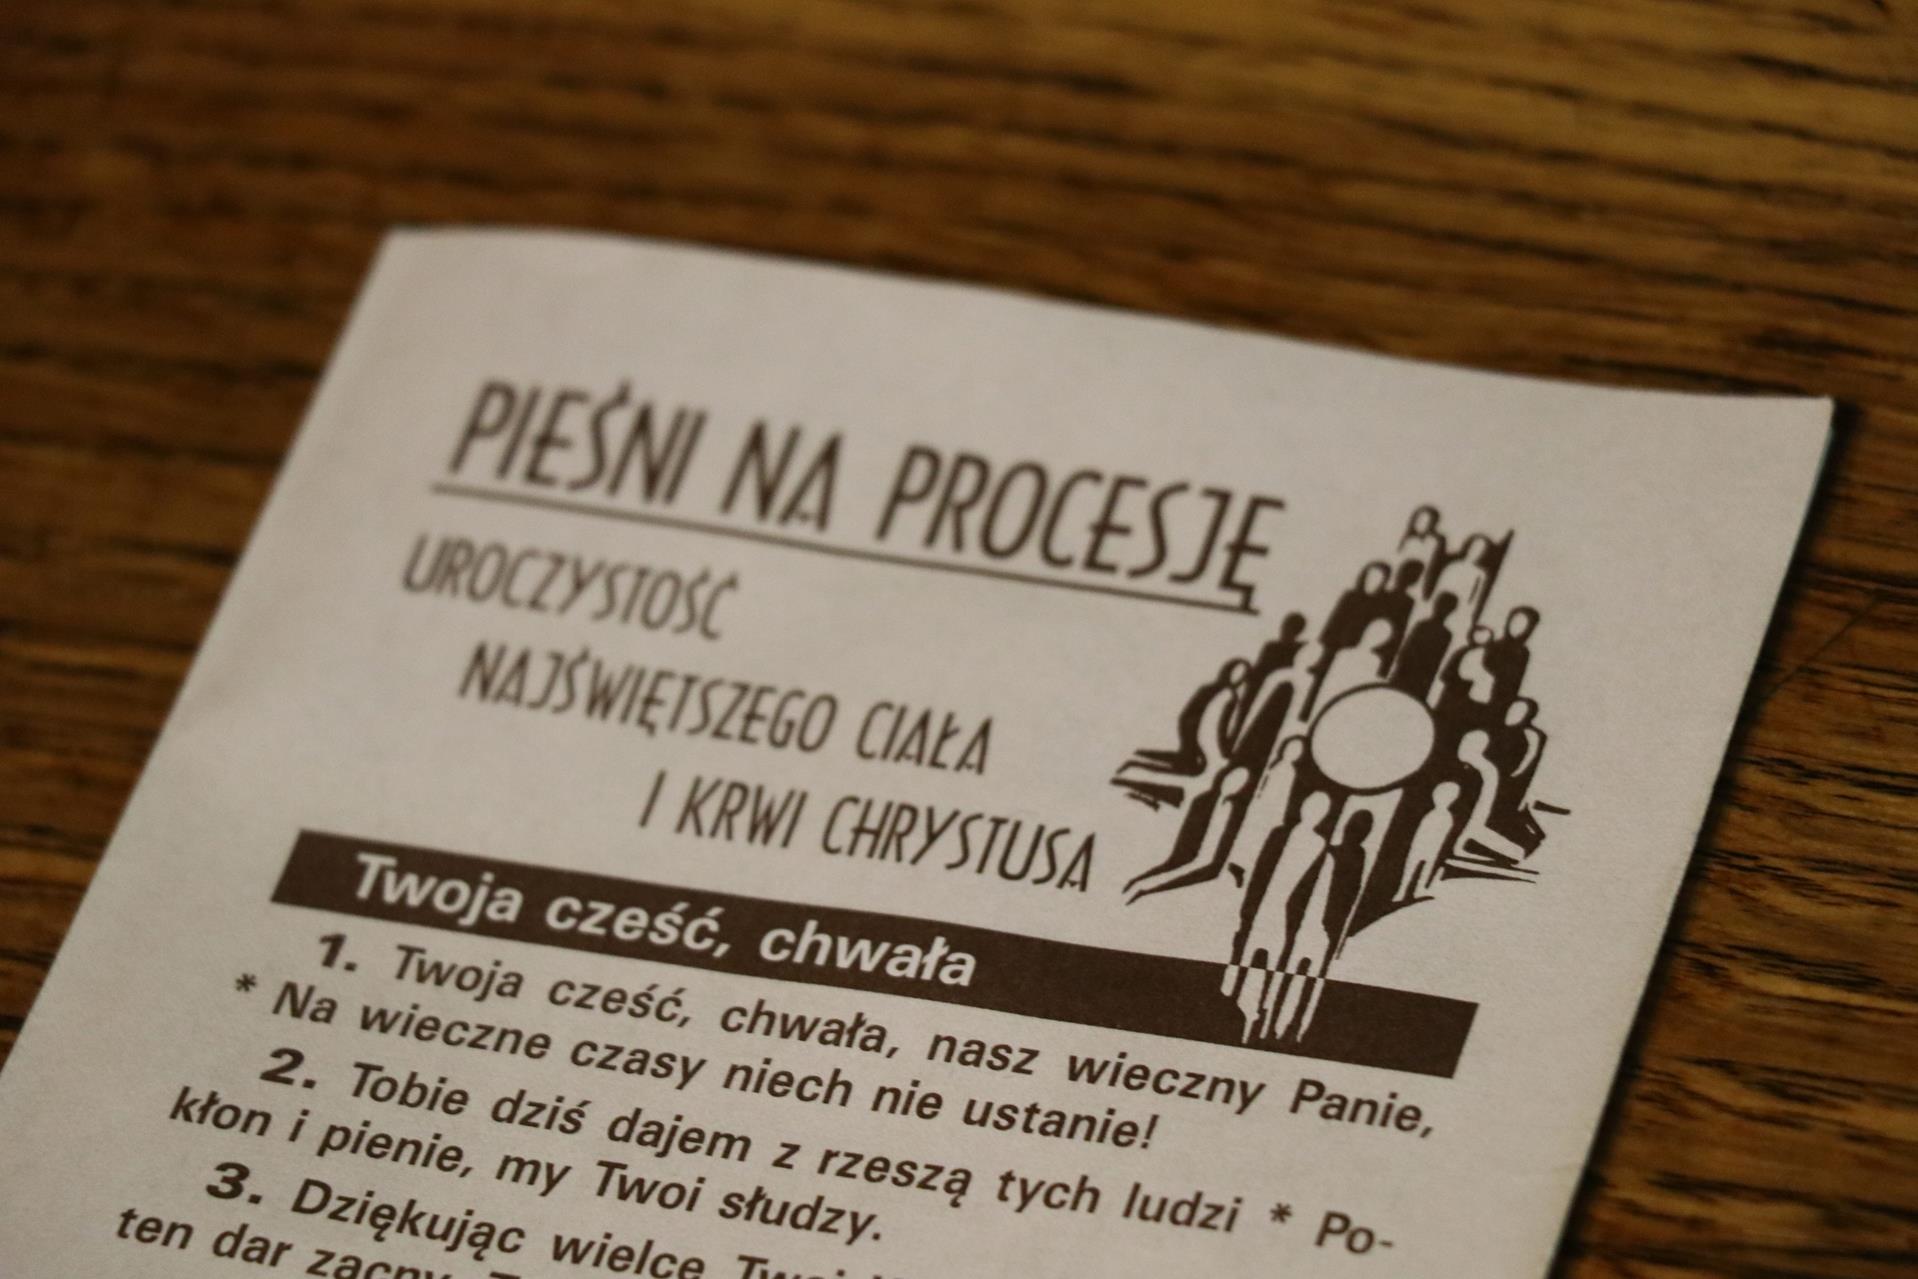 PIEŚNI NA PROCESJĘ
UROCZYSTOŚĆ
NAJŚWIĘTSZEGO CIAŁA
I KRWI CHRYSTUSA
Twoja cześć, chwała
1. Twoja cześć, chwała, nasz wieczny Panie,
* Na wieczne czasy niech nie ustanie!
2. Tobie dziś dajem z rzeszą tych ludzi * Po-
kłon i pienie, my Twoi słudzy.
3. Dziękując wielce
ten dar zacny